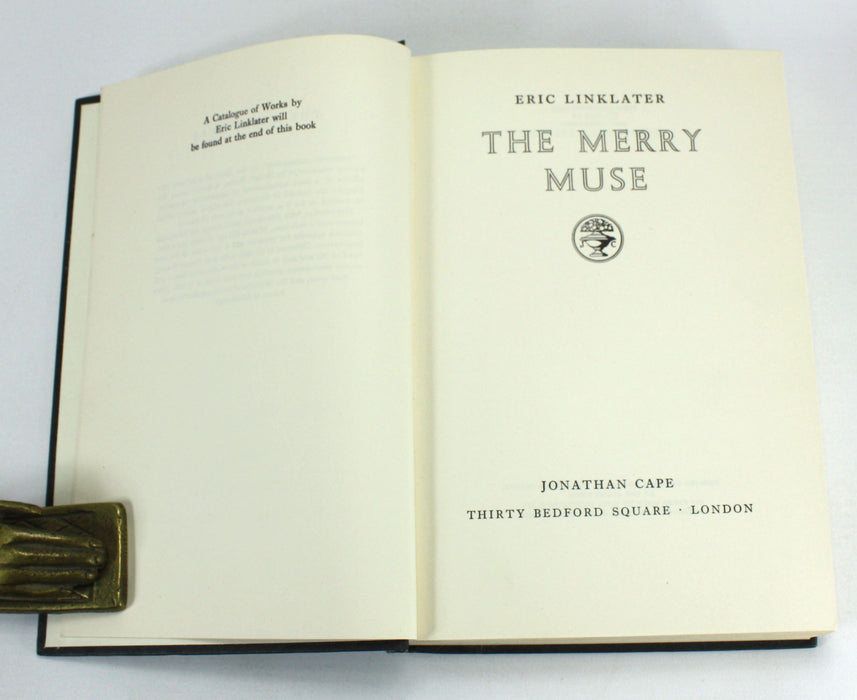 A Catalogue of Works by
Eric Linklater will
be found at the end of this book
ERIC LINKLATER
THE MERRY
MUSE
J C
JONATHAN CAPE
THIRTY BEDFORD SQUARE · LONDON